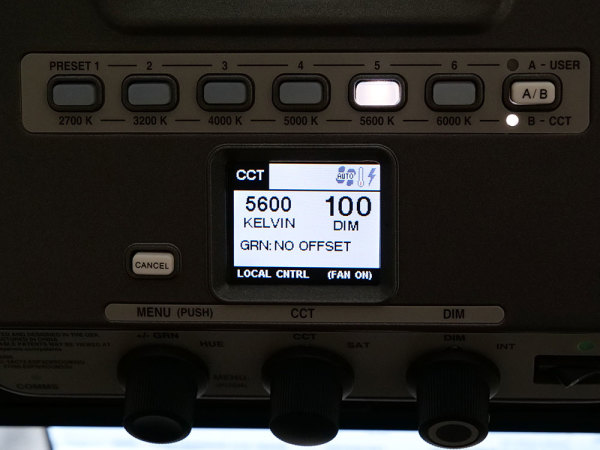 PRESET 1 2 3 4 5 6 A - USER
A/B
2700 K 3200 K 4000 K 5000 K 5600 K 6000 K B - CCT
CCT AUTO
5600 100
KELVIN DIM
GRN: NO OFFSET
LOCAL CNTRL (FAN ON)
CANCEL
MENU (PUSH) CCT DIM
+/- GRN HUE CCT SAT DIM INT
MENU
COMMS